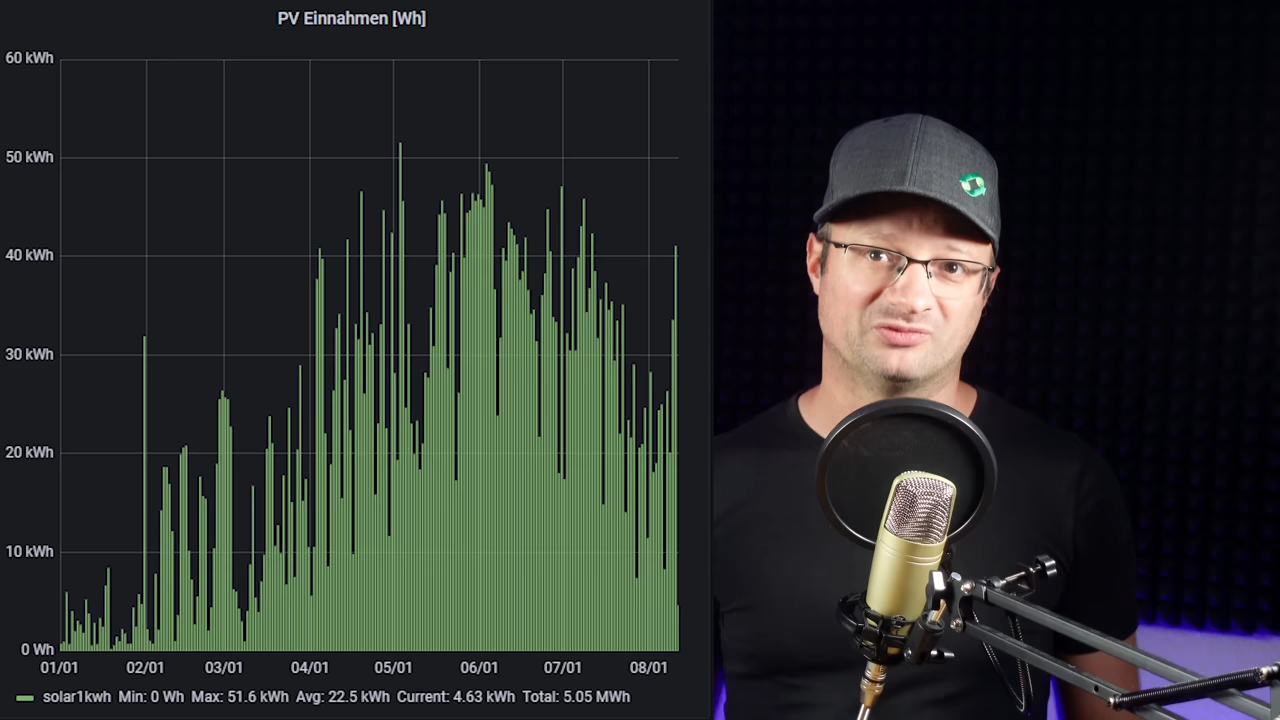 PV Einnahmen [Wh]
60 kWh
50 kWh
40 kWh
30 kWh
20 kWh
10 kWh
0 Wh
01/01 02/01 03/01 04/01 05/01 06/01 07/01 08/01
solar1kwh Min: 0 Wh Max: 51.6 kWh Avg: 22.5 kWh Current: 4.63 kWh Total: 5.05 MWh